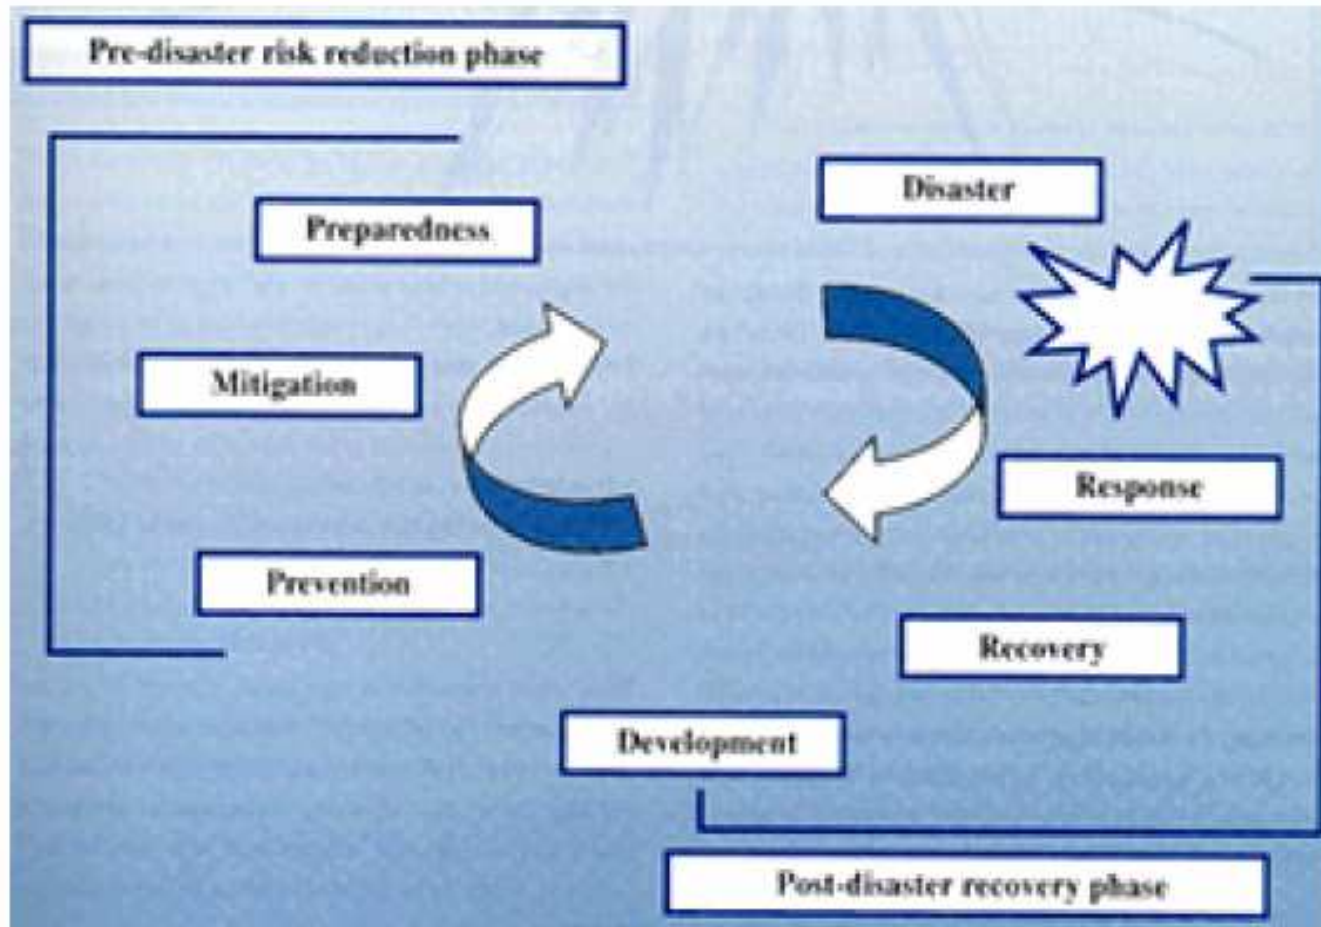 Pre-disaster risk reduction phase
Disaster
Preparedness
Mitigation
Response
Prevention
Recovery
Development
Post-disaster recovery phase